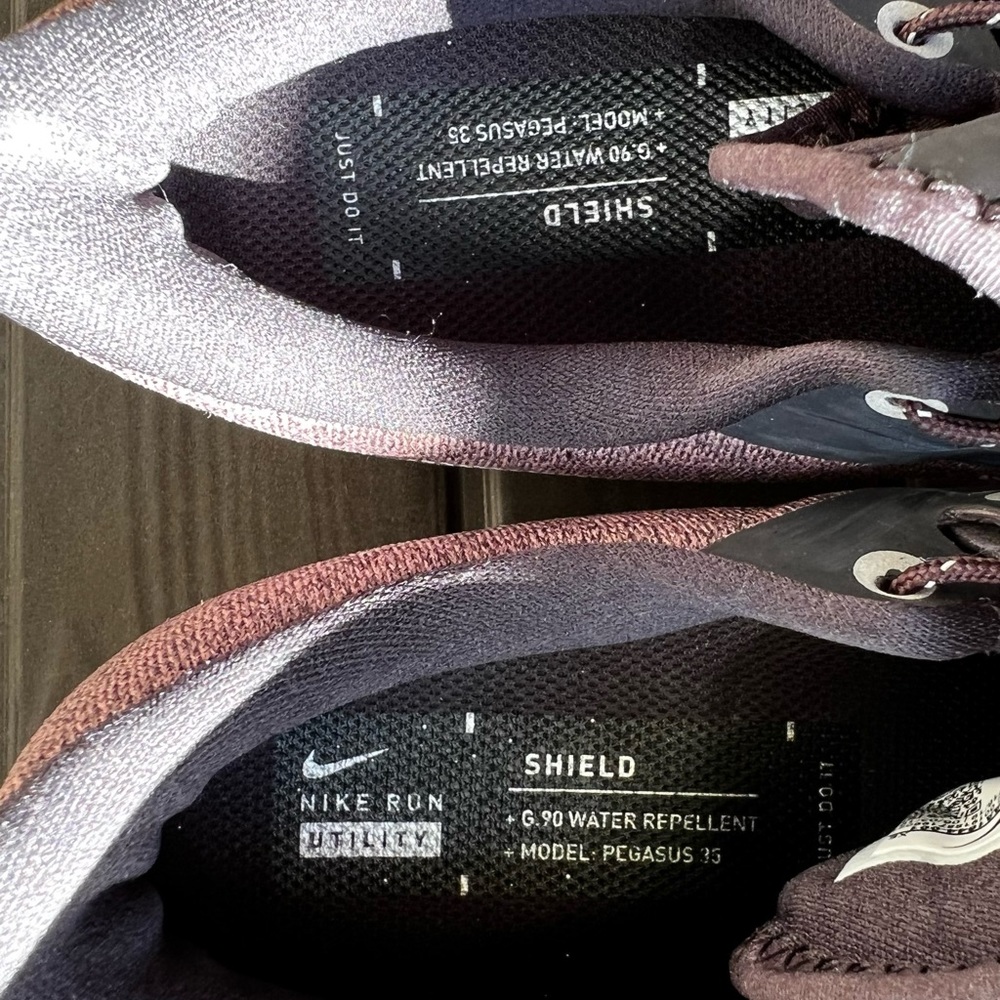 JUST DO IT
SHIELD
+ G.90 WATER REPELLENT
+ MODEL: PEGASUS 35
NIKE RUN
UTILITY
SHIELD
+ G.90 WATER REPELLENT
+ MODEL: PEGASUS 35
JUST DO IT